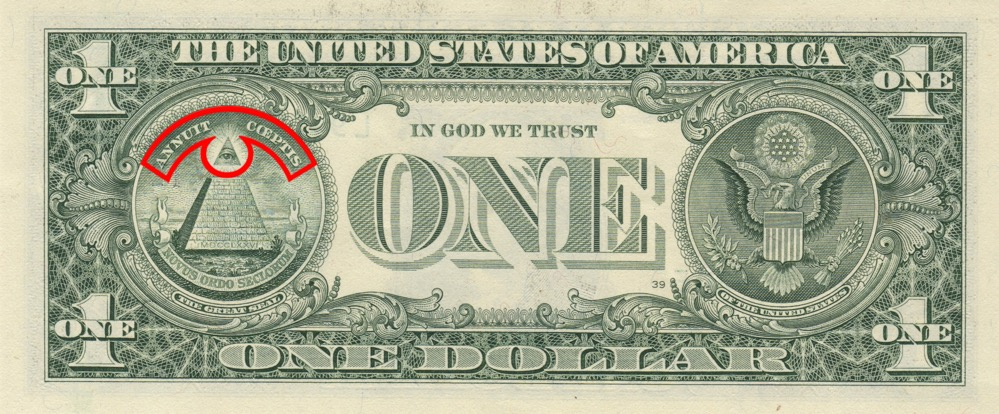 THE UNITED STATES OF AMERICA
1
ONE
1
ONE
ANNUIT CŒPTIS
IN GOD WE TRUST
ONE
MDCCLXXVI
NOVUS ORDO SECLORUM
THE GREAT SEAL
39
OF THE UNITED STATES
1
ONE
1
ONE
ONE DOLLAR